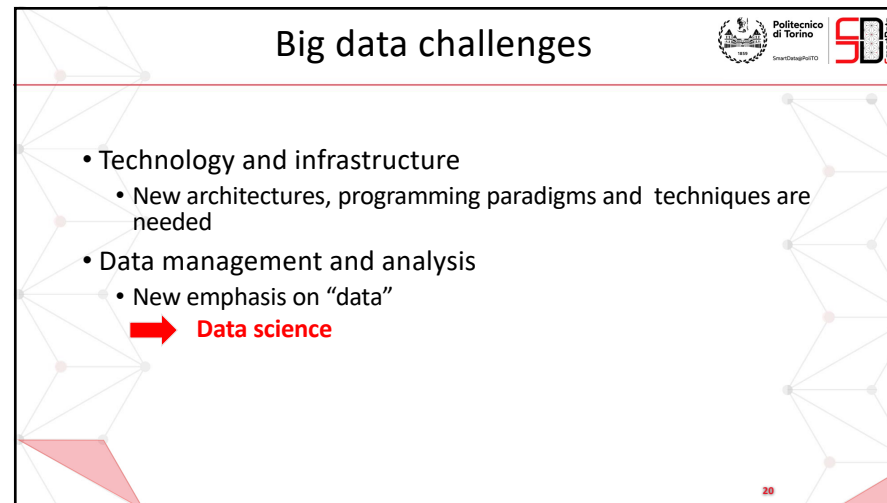 Big data challenges
Politecnico
di Torino
1859
SmartData@PoliTO
• Technology and infrastructure
• New architectures, programming paradigms and techniques are
needed
• Data management and analysis
• New emphasis on “data”
Data science
20